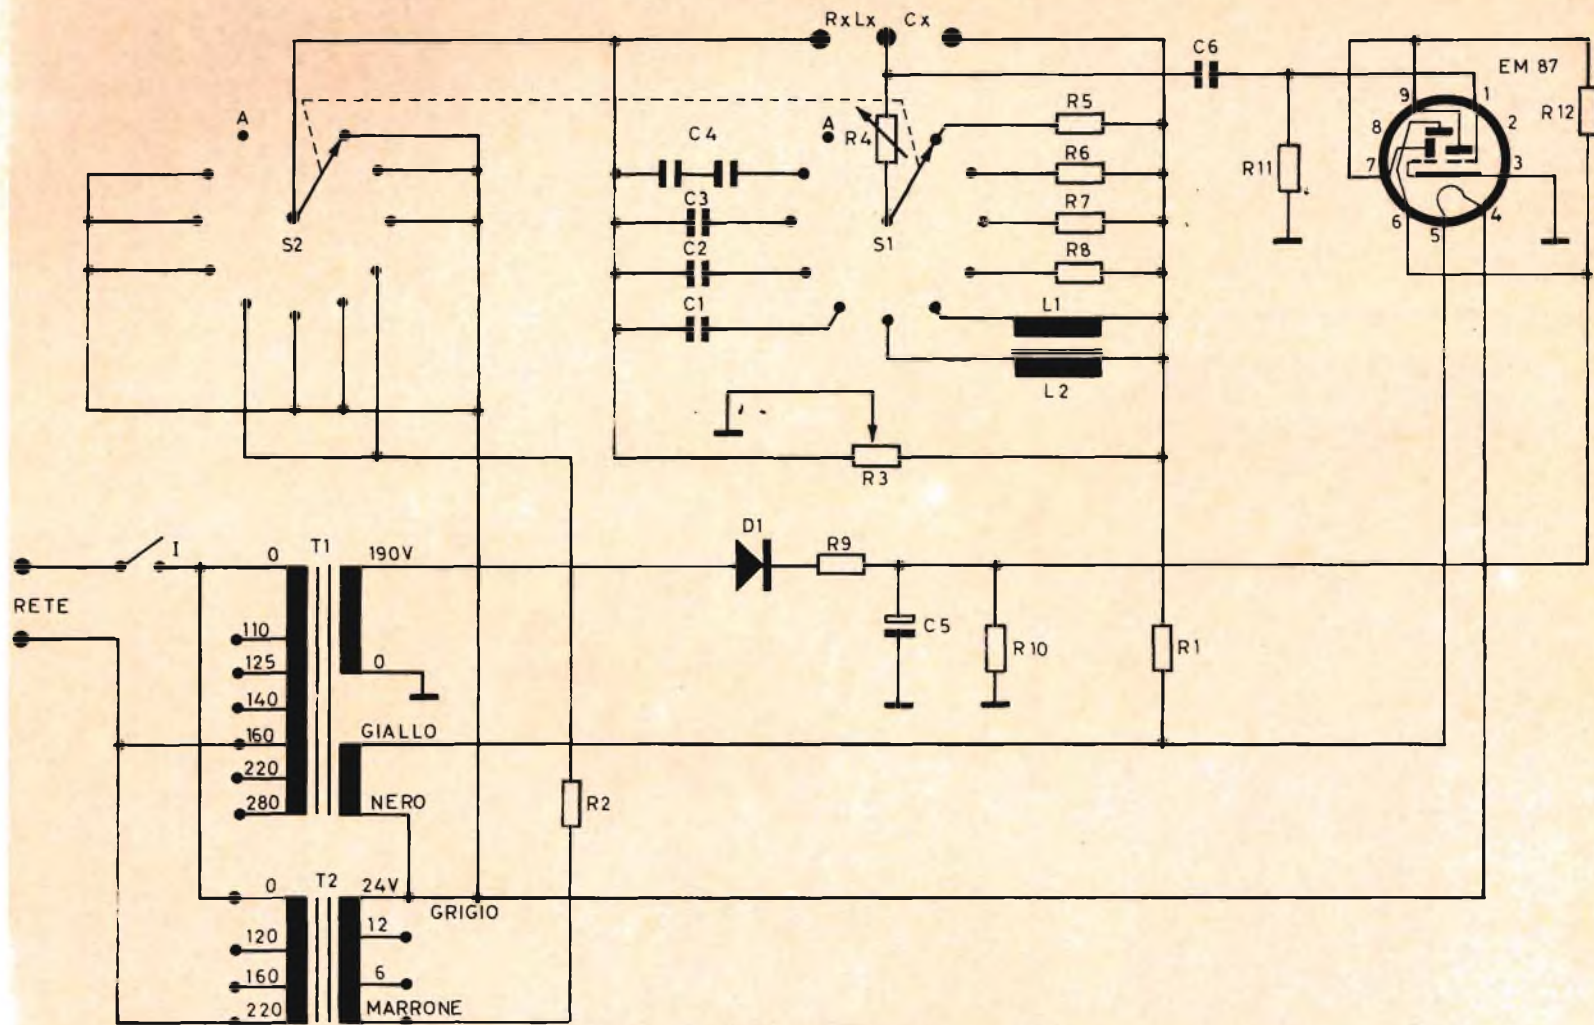 RxLx
Cx
C6
EM 87
A
A
C4
R4
R5
R6
R7
R8
R11
R12
9
1
8
2
7
3
6
5
4
C3
C2
C1
S2
S1
L1
L2
R3
I
0
T1
190V
D1
R9
RETE
110
125
140
160
220
280
0
C5
R10
R1
GIALLO
NERO
R2
0
T2
24V
GRIGIO
120
12
160
6
220
MARRONE